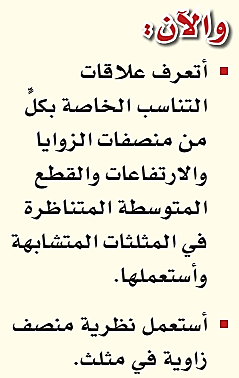 والآن:
أتعرف علاقات
التناسب الخاصة بكلٍّ
من منصفات الزوايا
والارتفاعات والقطع
المتوسطة المتناظرة
في المثلثات المتشابهة
وأستعملها.
أستعمل نظرية منصف
زاوية في مثلث.